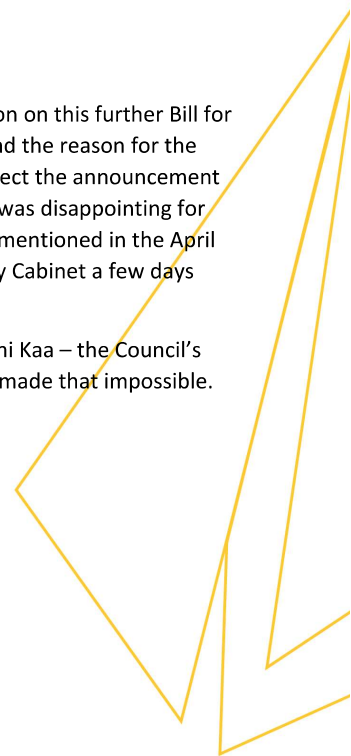 on on this further Bill for
nd the reason for the
ect the announcement
was disappointing for
mentioned in the April
y Cabinet a few days
ni Kaa – the Council’s
made that impossible.